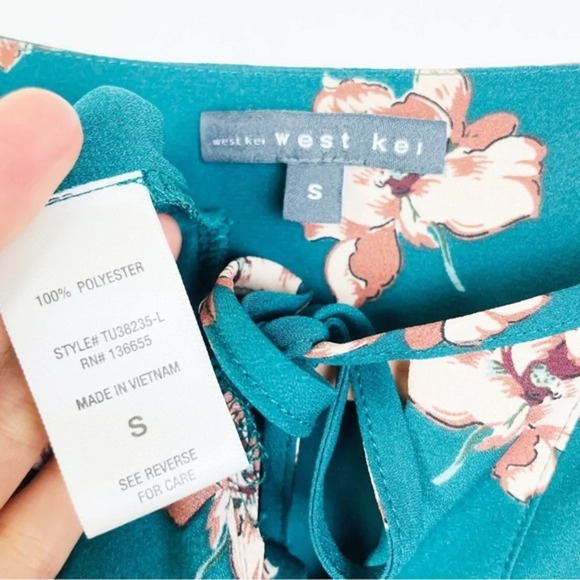 west kei west kei
S
100% POLYESTER
STYLE# TU38235-L
RN# 136655
MADE IN VIETNAM
S
SEE REVERSE
FOR CARE